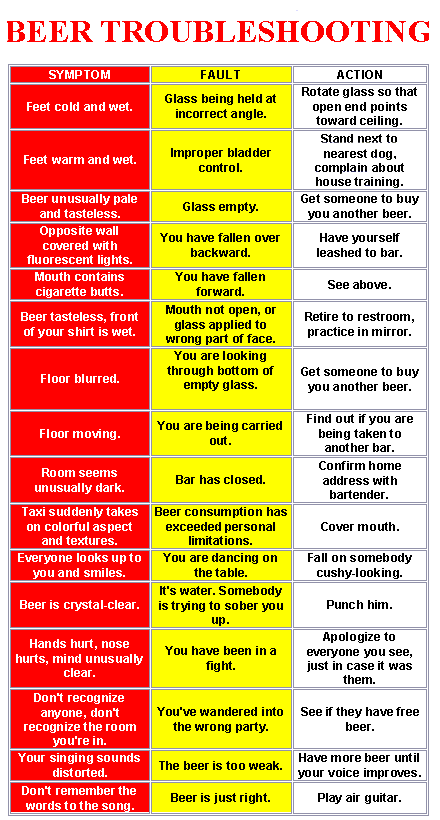 BEER TROUBLESHOOTING
SYMPTOM FAULT ACTION
Feet cold and wet.
Glass being held at
incorrect angle.
Rotate glass so that
open end points
toward ceiling.
Feet warm and wet.
Improper bladder
control.
Stand next to
nearest dog,
complain about
house training.
Beer unusually pale
and tasteless.
Glass empty.
Get someone to buy
you another beer.
Opposite wall
covered with
fluorescent lights.
You have fallen over
backward.
Have yourself
leashed to bar.
Mouth contains
cigarette butts.
You have fallen
forward.
See above.
Beer tasteless, front
of your shirt is wet.
Mouth not open, or
glass applied to
wrong part of face.
Retire to restroom,
practice in mirror.
Floor blurred.
You are looking
through bottom of
empty glass.
Get someone to buy
you another beer.
Floor moving.
You are being carried
out.
Find out if you are
being taken to
another bar.
Room seems
unusually dark.
Bar has closed.
Confirm home
address with
bartender.
Taxi suddenly takes
on colorful aspect
and textures.
Beer consumption has
exceeded personal
limitations.
Cover mouth.
Everyone looks up to
you and smiles.
You are dancing on
the table.
Fall on somebody
cushy-looking.
Beer is crystal-clear.
It's water. Somebody
is trying to sober you
up.
Punch him.
Hands hurt, nose
hurts, mind unusually
clear.
You have been in a
fight.
Apologize to
everyone you see,
just in case it was
them.
Don't recognize
anyone, don't
recognize the room
you're in.
You've wandered into
the wrong party.
See if they have free
beer.
Your singing sounds
distorted.
The beer is too weak.
Have more beer until
your voice improves.
Don't remember the
words to the song.
Beer is just right.
Play air guitar.